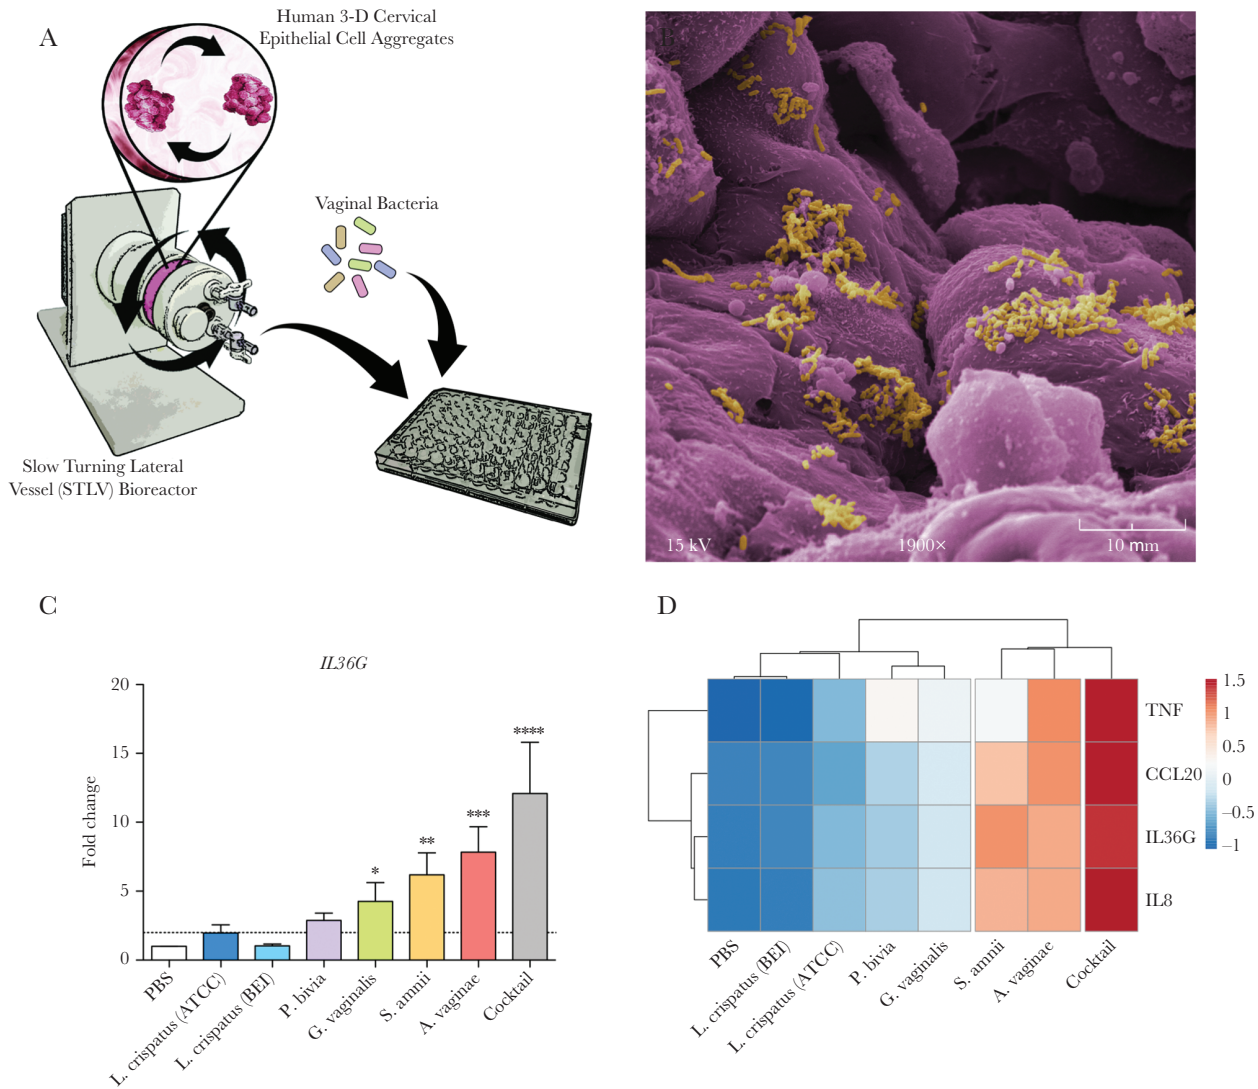 A
Human 3-D Cervical
Epithelial Cell Aggregates
Vaginal Bacteria
Slow Turning Lateral
Vessel (STLV) Bioreactor
B
15 kV
1900×
10 mm
C
IL36G
Fold change
20
15
10
5
0
*
**
***
****
PBS
L. crispatus (ATCC)
L. crispatus (BEI)
P. bivia
G. vaginalis
S. amnii
A. vaginae
Cocktail
D
TNF
CCL20
IL36G
IL8
1.5
1
0.5
0
−0.5
−1
PBS
L. crispatus (BEI)
L. crispatus (ATCC)
P. bivia
G. vaginalis
S. amnii
A. vaginae
Cocktail